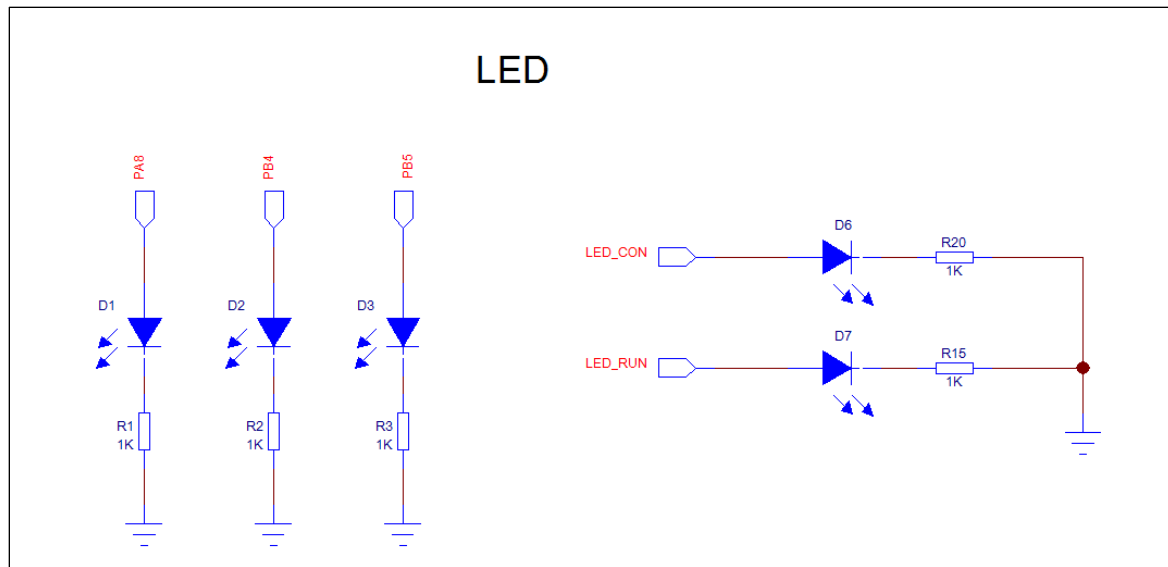 LED
PA8
PB4
PB5
D1
D2
D3
R1
1K
R2
1K
R3
1K
LED_CON
D6
R20
1K
LED_RUN
D7
R15
1K